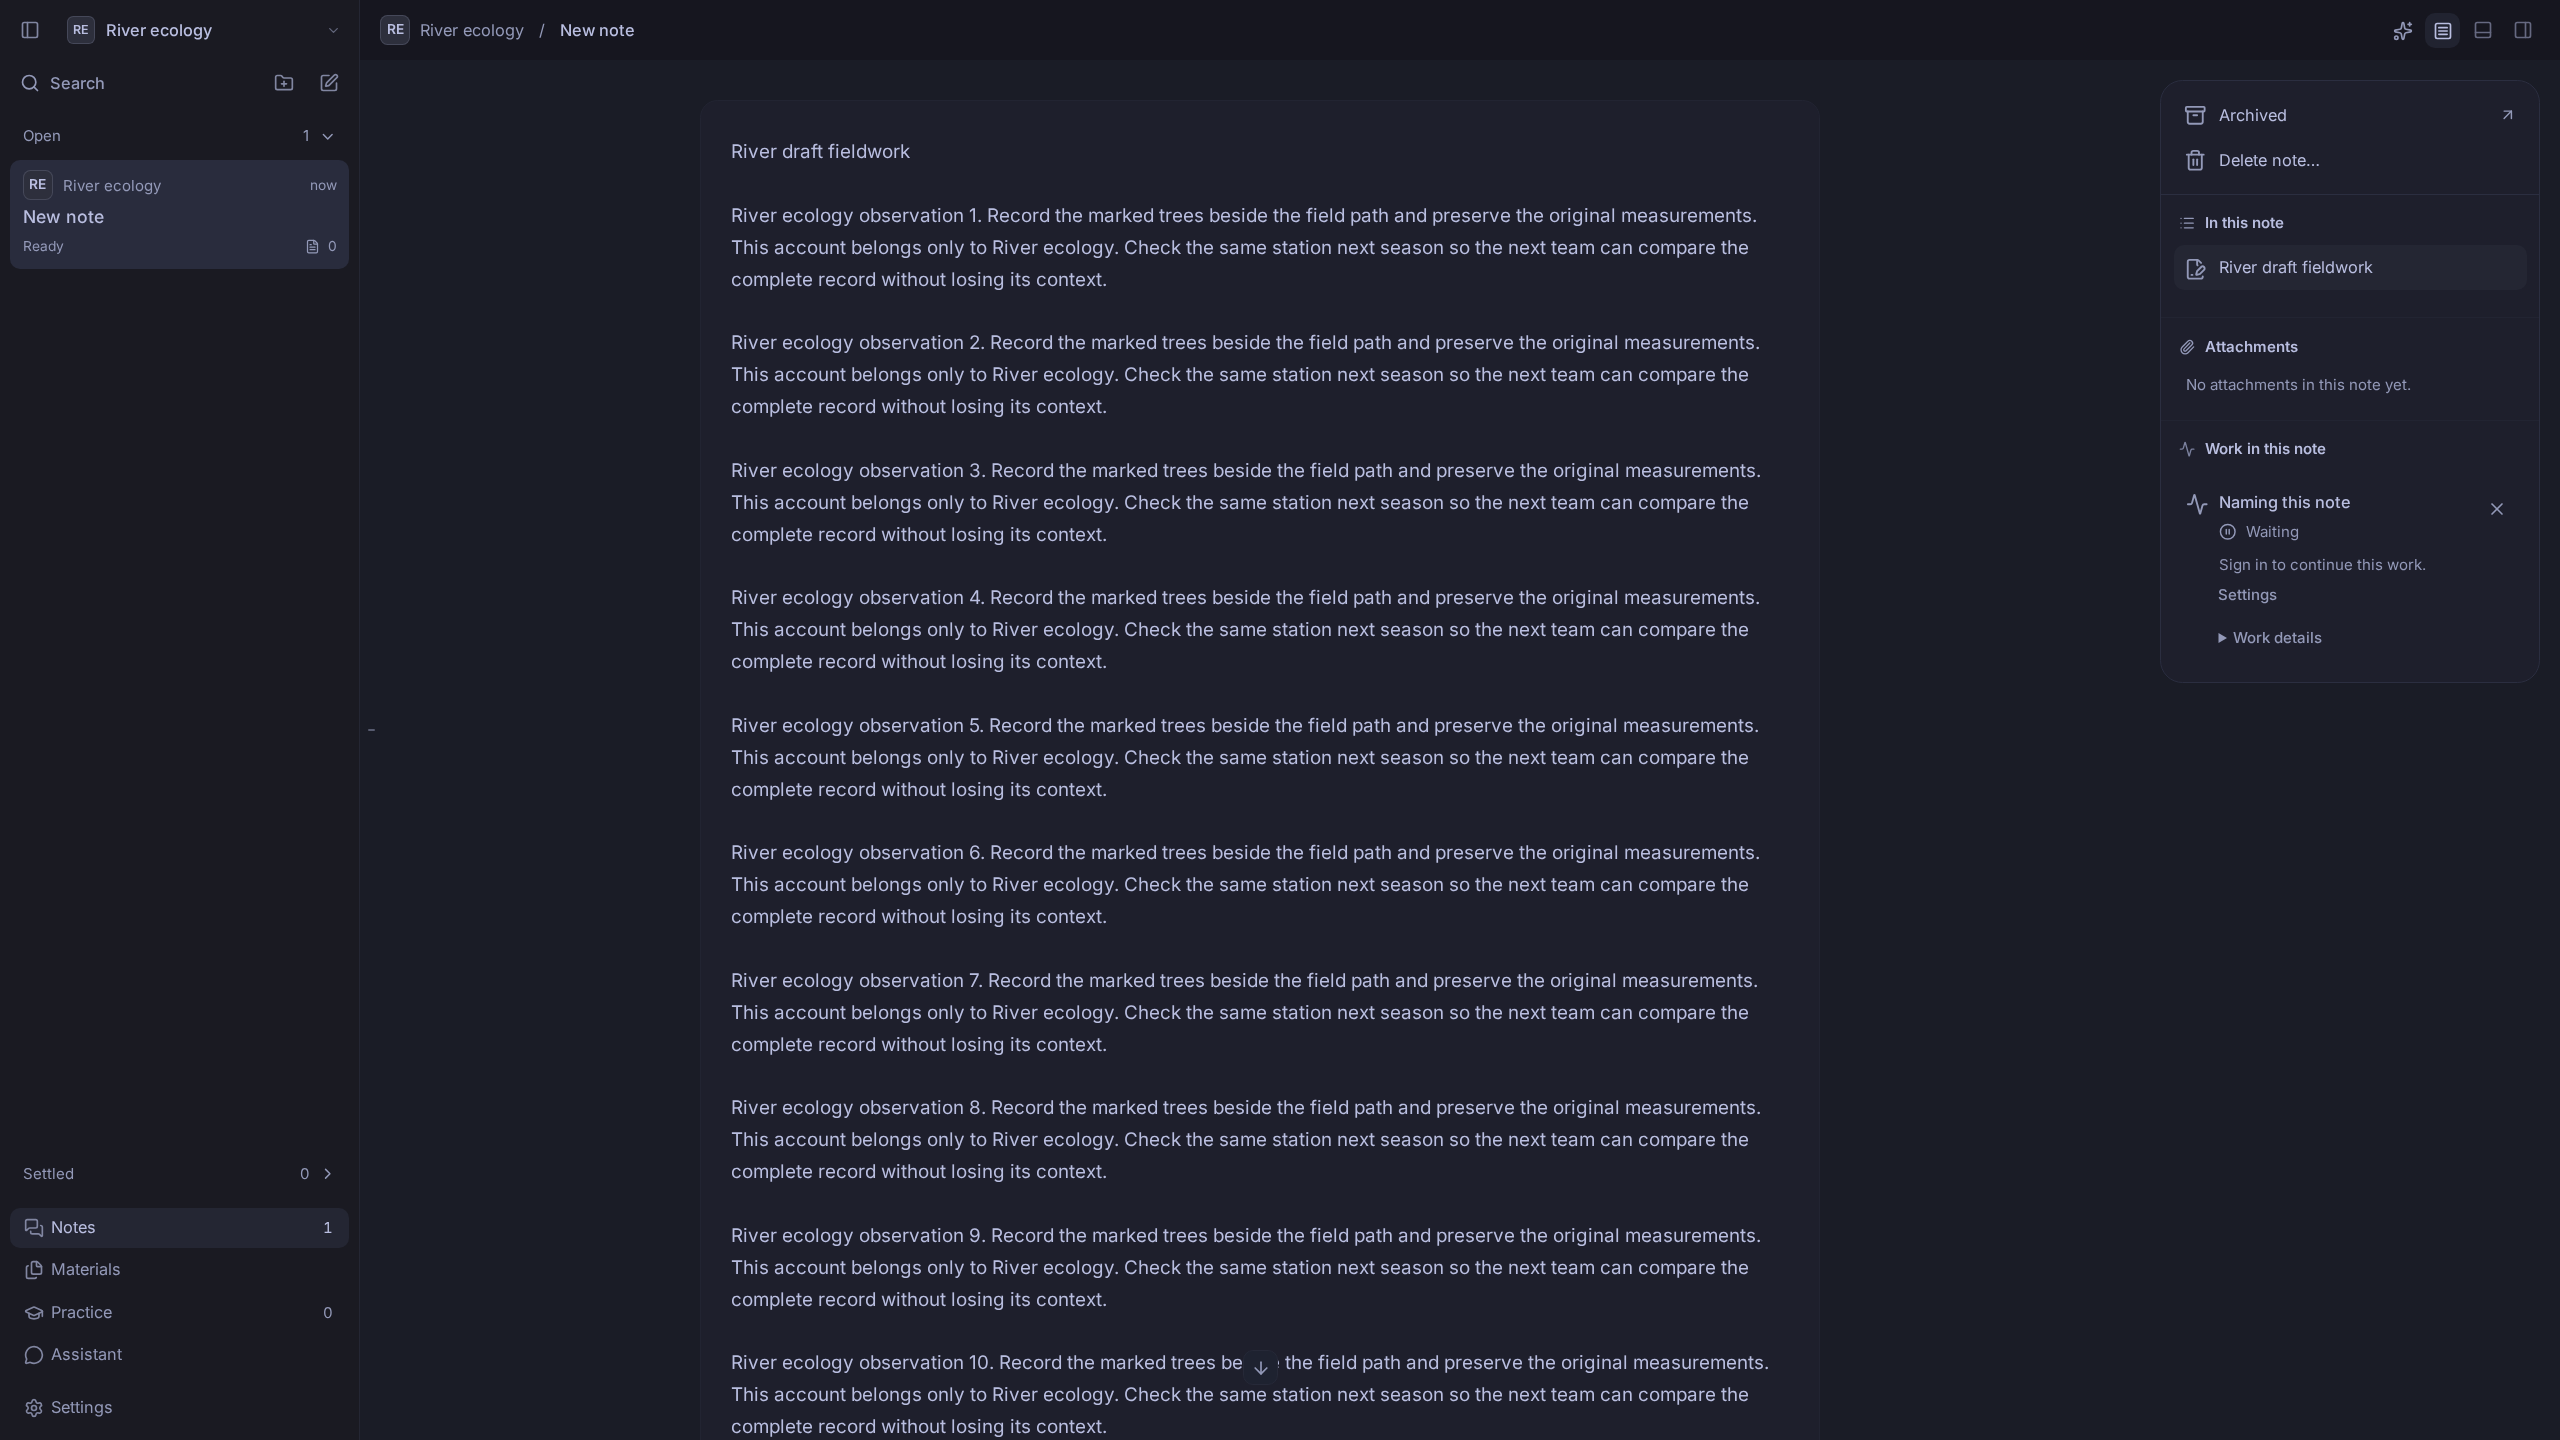 RE River ecology
Search
Open 1
RE River ecology now
New note
Ready 0
Settled 0
Notes 1
Materials
Practice 0
Assistant
Settings
RE River ecology / New note
River draft fieldwork
River ecology observation 1. Record the marked trees beside the field path and preserve the original measurements.
This account belongs only to River ecology. Check the same station next season so the next team can compare the
complete record without losing its context.
River ecology observation 2. Record the marked trees beside the field path and preserve the original measurements.
This account belongs only to River ecology. Check the same station next season so the next team can compare the
complete record without losing its context.
River ecology observation 3. Record the marked trees beside the field path and preserve the original measurements.
This account belongs only to River ecology. Check the same station next season so the next team can compare the
complete record without losing its context.
River ecology observation 4. Record the marked trees beside the field path and preserve the original measurements.
This account belongs only to River ecology. Check the same station next season so the next team can compare the
complete record without losing its context.
River ecology observation 5. Record the marked trees beside the field path and preserve the original measurements.
This account belongs only to River ecology. Check the same station next season so the next team can compare the
complete record without losing its context.
River ecology observation 6. Record the marked trees beside the field path and preserve the original measurements.
This account belongs only to River ecology. Check the same station next season so the next team can compare the
complete record without losing its context.
River ecology observation 7. Record the marked trees beside the field path and preserve the original measurements.
This account belongs only to River ecology. Check the same station next season so the next team can compare the
complete record without losing its context.
River ecology observation 8. Record the marked trees beside the field path and preserve the original measurements.
This account belongs only to River ecology. Check the same station next season so the next team can compare the
complete record without losing its context.
River ecology observation 9. Record the marked trees beside the field path and preserve the original measurements.
This account belongs only to River ecology. Check the same station next season so the next team can compare the
complete record without losing its context.
River ecology observation 10. Record the marked trees the field path and preserve the original measurements.
This account belongs only to River ecology. Check the same station next season so the next team can compare the
complete record without losing its context.
Archived
Delete note...
In this note
River draft fieldwork
Attachments
No attachments in this note yet.
Work in this note
Naming this note
Waiting
Sign in to continue this work.
Settings
Work details